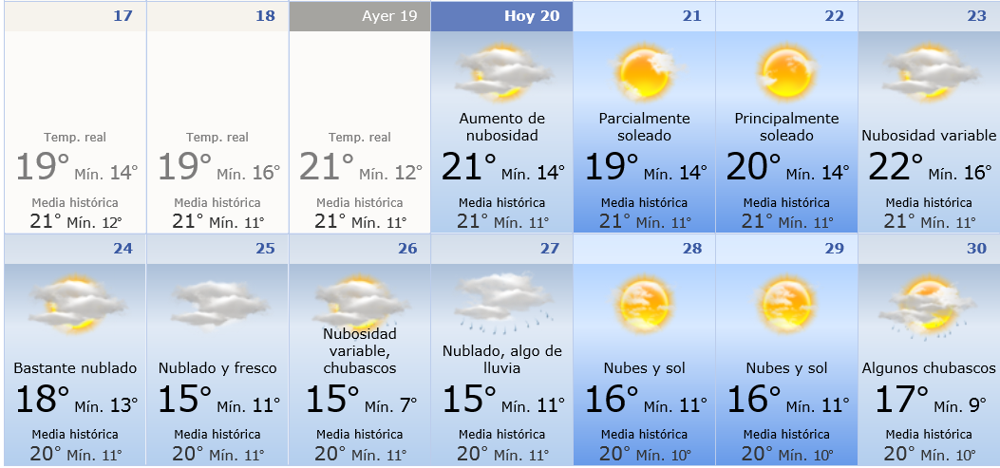 17
18
Ayer 19
Hoy 20
21
22
23
Temp. real
19° Mín. 14°
Media histórica
21° Mín. 12°
Temp. real
19° Mín. 16°
Media histórica
21° Mín. 11°
Temp. real
21° Mín. 12°
Media histórica
21° Mín. 11°
Aumento de
nubosidad
21° Mín. 14°
Media histórica
21° Mín. 11°
Parcialmente
soleado
19° Mín. 14°
Media histórica
21° Mín. 10°
Principalmente
soleado
20° Mín. 14°
Media histórica
21° Mín. 11°
Nubosidad variable
22° Mín. 16°
Media histórica
21° Mín. 11°
24
25
26
27
28
29
30
Bastante nublado
18° Mín. 13°
Media histórica
20° Mín. 11°
Nublado y fresco
15° Mín. 11°
Media histórica
20° Mín. 11°
Nubosidad
variable,
chubascos
15° Mín. 7°
Media histórica
20° Mín. 11°
Nublado, algo de
lluvia
15° Mín. 11°
Media histórica
20° Mín. 11°
Nubes y sol
16° Mín. 11°
Media histórica
20° Mín. 10°
Nubes y sol
16° Mín. 11°
Media histórica
20° Mín. 10°
Algunos chubascos
17° Mín. 9°
Media histórica
20° Mín. 10°